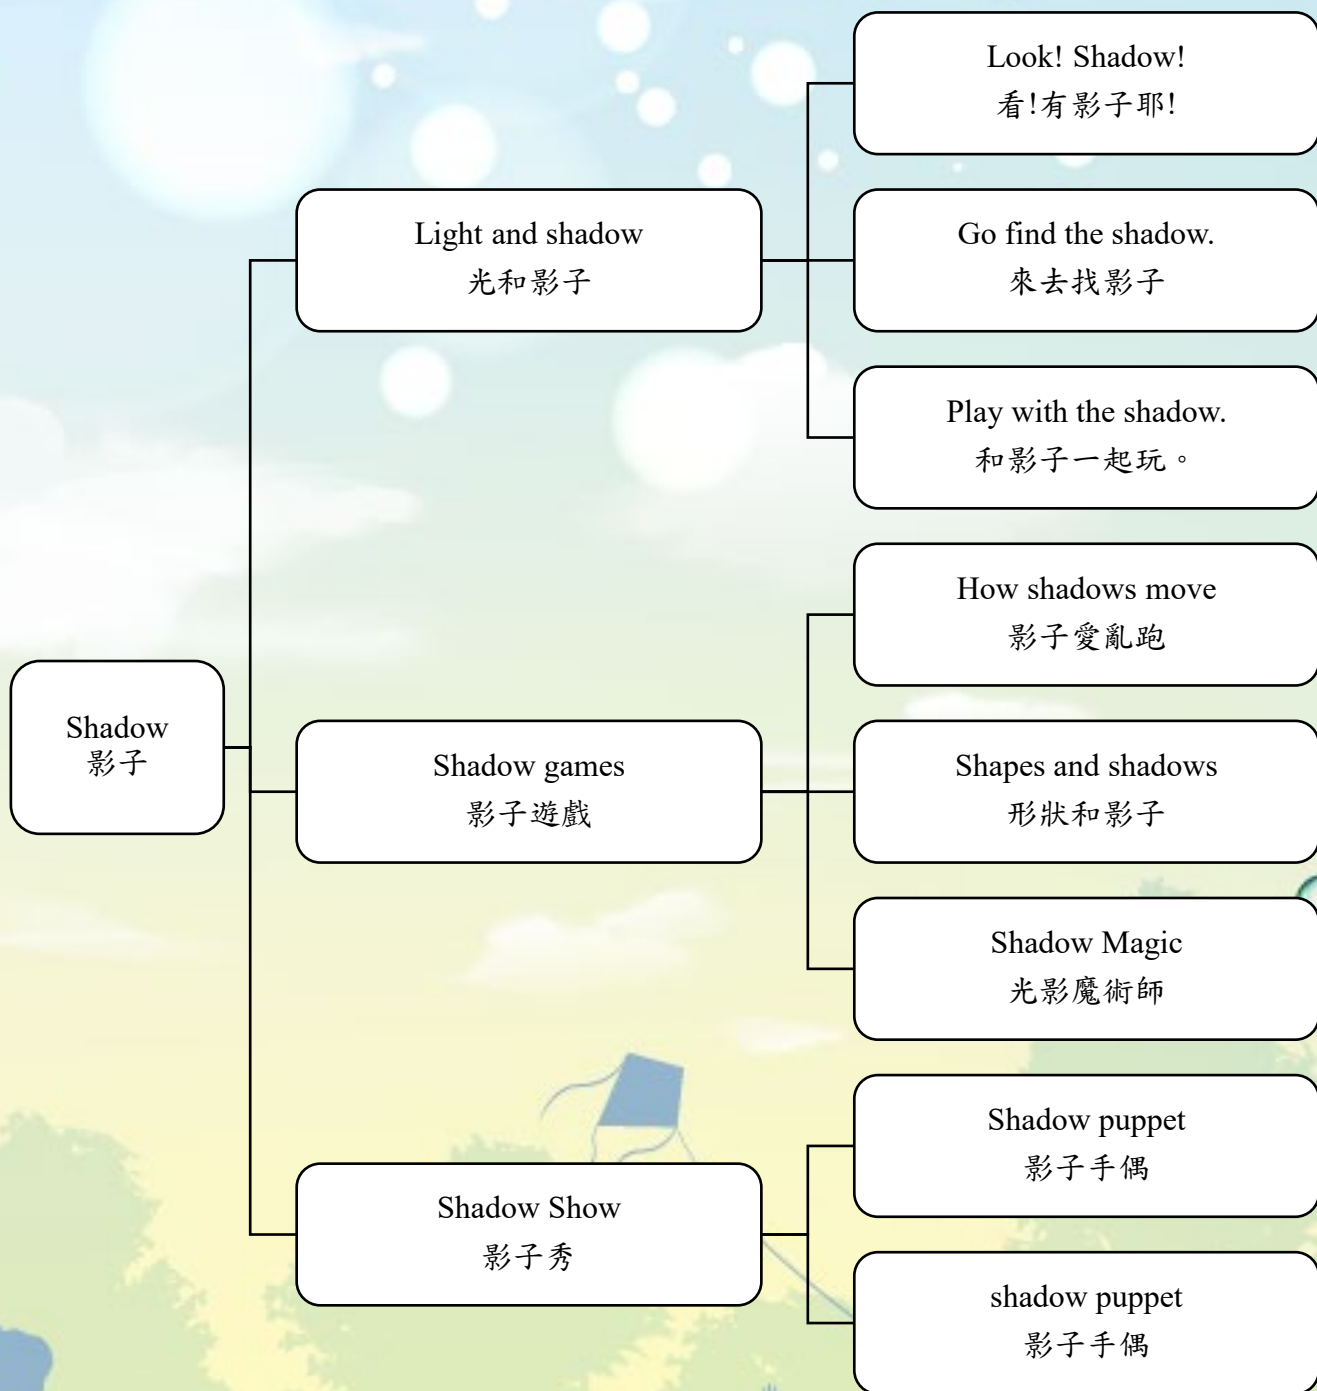 Shadow
影子
Light and shadow
光和影子
Look! Shadow!
看!有影子耶!
Go find the shadow.
來去找影子
Play with the shadow.
和影子一起玩。
Shadow games
影子遊戲
How shadows move
影子愛亂跑
Shapes and shadows
形狀和影子
Shadow Magic
光影魔術師
Shadow Show
影子秀
Shadow puppet
影子手偶
shadow puppet
影子手偶